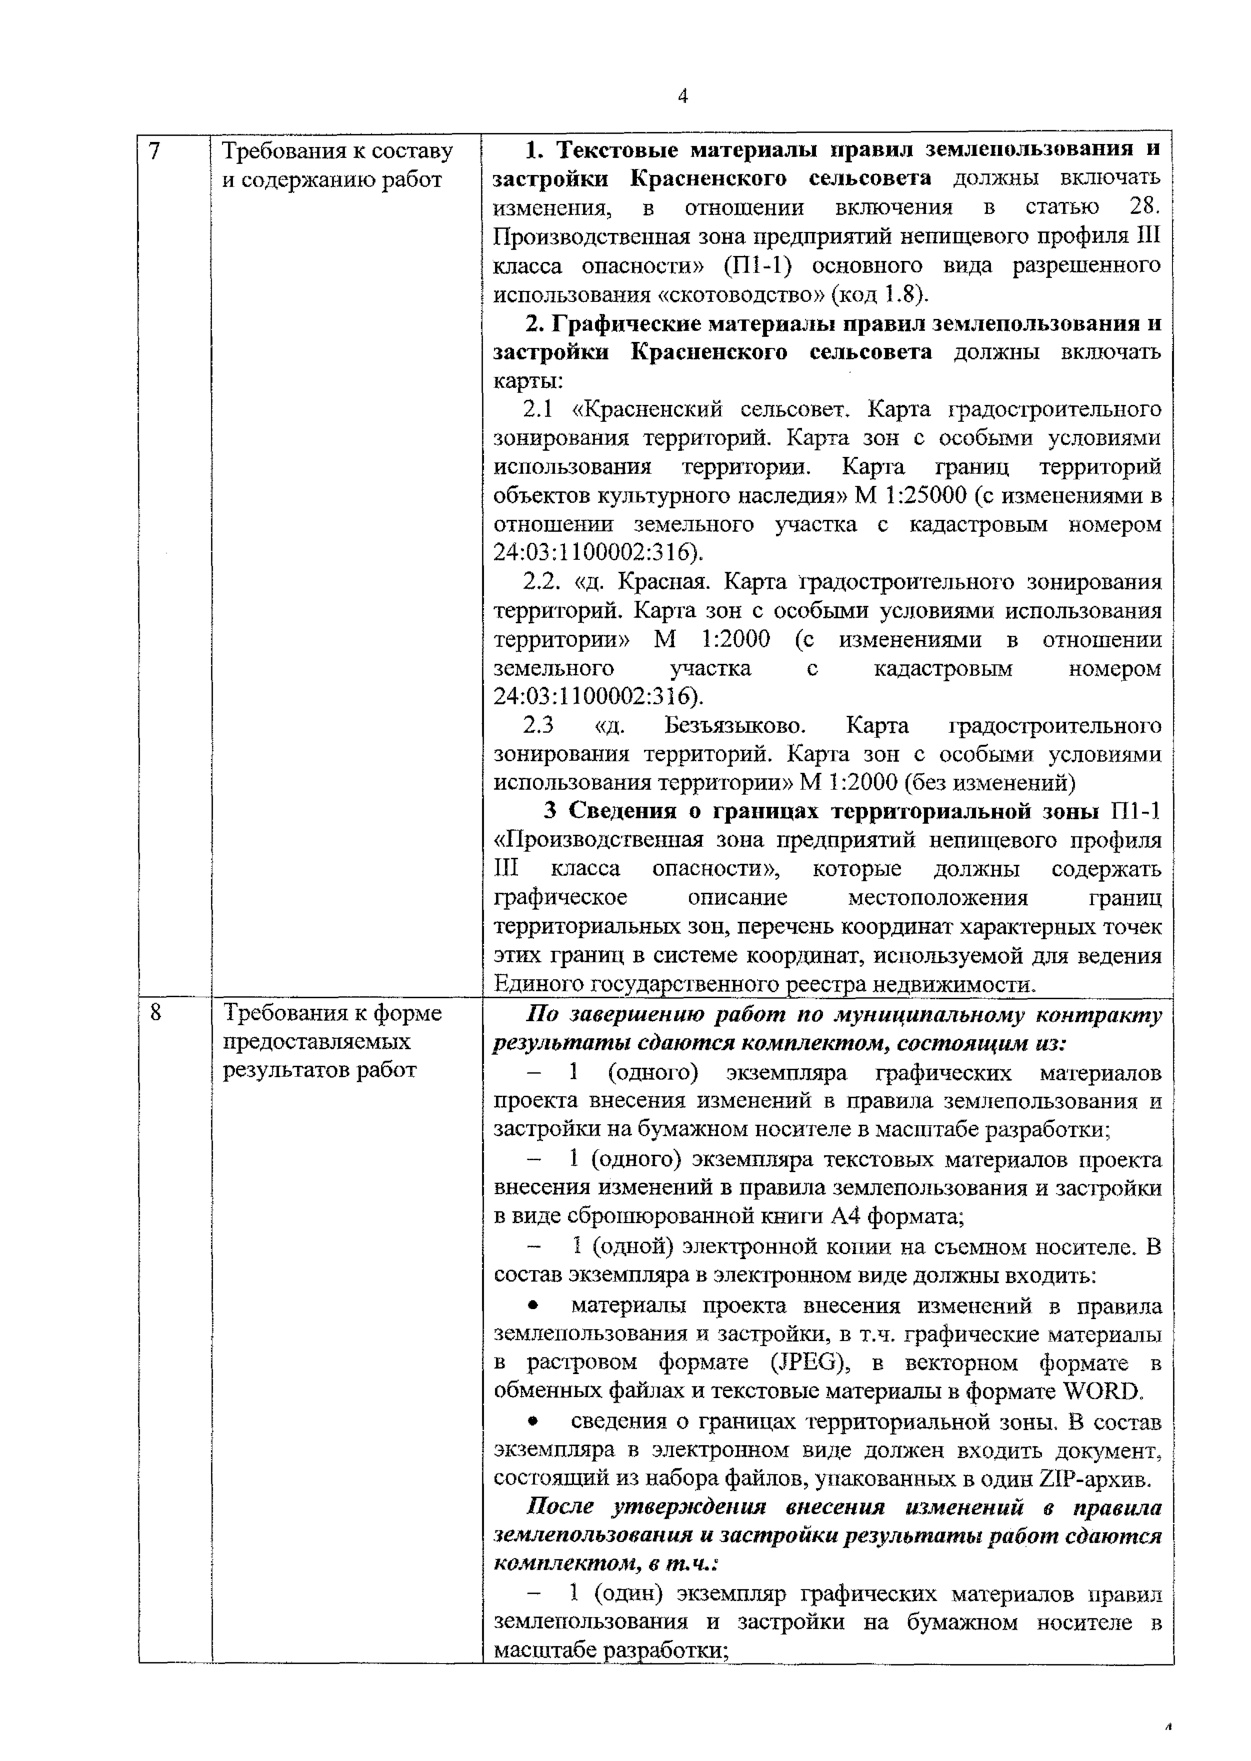 4
7
Требования к составу
и содержанию работ
1. Текстовые материалы правил землепользования и
застройки Красненского сельсовета должны включать
изменения, в отношении включения в статью 28.
Производственная зона предприятий непищевого профиля III
класса опасности» (П1-1) основного вида разрешенного
использования «скотоводство» (код 1.8).
2. Графические материалы правил землепользования и
застройки Красненского сельсовета должны включать
карты:
2.1 «Красненский сельсовет. Карта градостроительного
зонирования территорий. Карта зон с особыми условиями
использования территории. Карта границ территорий
объектов культурного наследия» М 1:25000 (с изменениями в
отношении земельного участка с кадастровым номером
24:03:1100002:316).
2.2. «д. Красная. Карта градостроительного зонирования
территорий. Карта зон с особыми условиями использования
территории» М 1:2000 (с изменениями в отношении
земельного участка с кадастровым номером
24:03:1100002:316).
2.3 «д. Безъязыково. Карта градостроительного
зонирования территорий. Карта зон с особыми условиями
использования территории» М 1:2000 (без изменений)
3 Сведения о границах территориальной зоны П1-1
«Производственная зона предприятий непищевого профиля
III класса опасности», которые должны содержать
графическое описание местоположения границ
территориальных зон, перечень координат характерных точек
этих границ в системе координат, используемой для ведения
Единого государственного реестра недвижимости.
8
Требования к форме
предоставляемых
результатов работ
По завершению работ по муниципальному контракту
результаты сдаются комплектом, состоящим из:
– 1 (одного) экземпляра графических материалов
проекта внесения изменений в правила землепользования и
застройки на бумажном носителе в масштабе разработки;
– 1 (одного) экземпляра текстовых материалов проекта
внесения изменений в правила землепользования и застройки
в виде сброшюрованной книги А4 формата;
– 1 (одной) электронной копии на съемном носителе. В
состав экземпляра в электронном виде должны входить:
• материалы проекта внесения изменений в правила
землепользования и застройки, в т.ч. графические материалы
в растровом формате (JPEG), в векторном формате в
обменных файлах и текстовые материалы в формате WORD.
• сведения о границах территориальной зоны. В состав
экземпляра в электронном виде должен входить документ,
состоящий из набора файлов, упакованных в один ZIP-архив.
После утверждения внесения изменений в правила
землепользования и застройки результаты работ сдаются
комплектом, в т.ч.:
– 1 (один) экземпляр графических материалов правил
землепользования и застройки на бумажном носителе в
масштабе разработки;